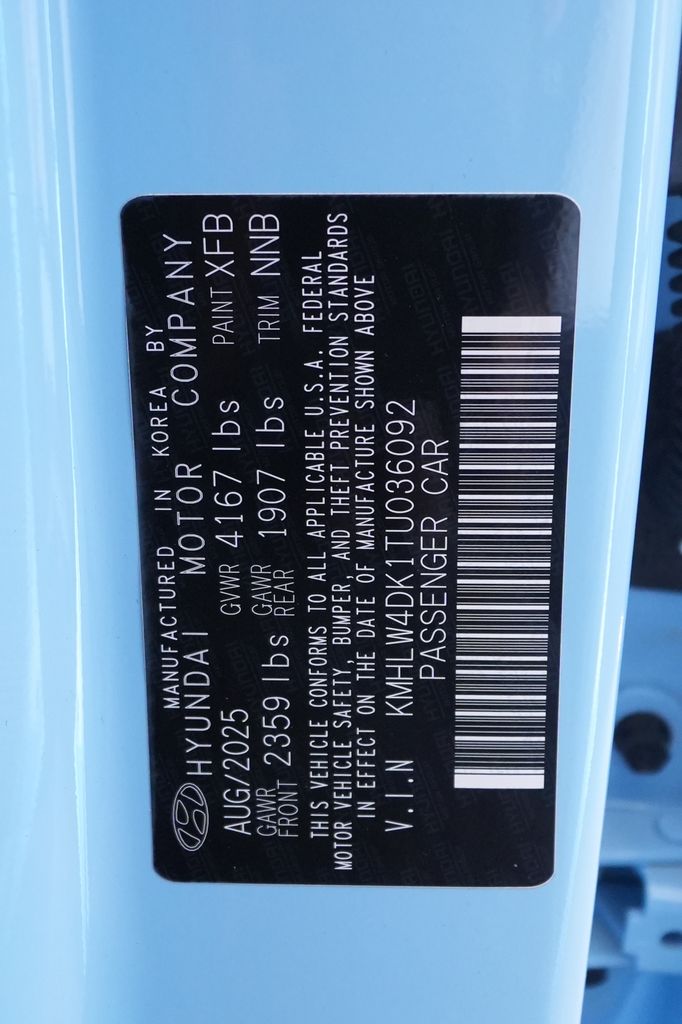 MANUFACTURED IN KOREA BY
HYUNDAI MOTOR COMPANY
AUG/2025 GVWR 4167 lbs PAINT XFB
GAWR FRONT 2359 lbs GAWR REAR 1907 lbs TRIM NNB
THIS VEHICLE CONFORMS TO ALL APPLICABLE U.S.A. FEDERAL
MOTOR VEHICLE SAFETY, BUMPER, AND THEFT PREVENTION STANDARDS
IN EFFECT ON THE DATE OF MANUFACTURE SHOWN ABOVE
V.I.N KMHLW4DK1TU036092
PASSENGER CAR